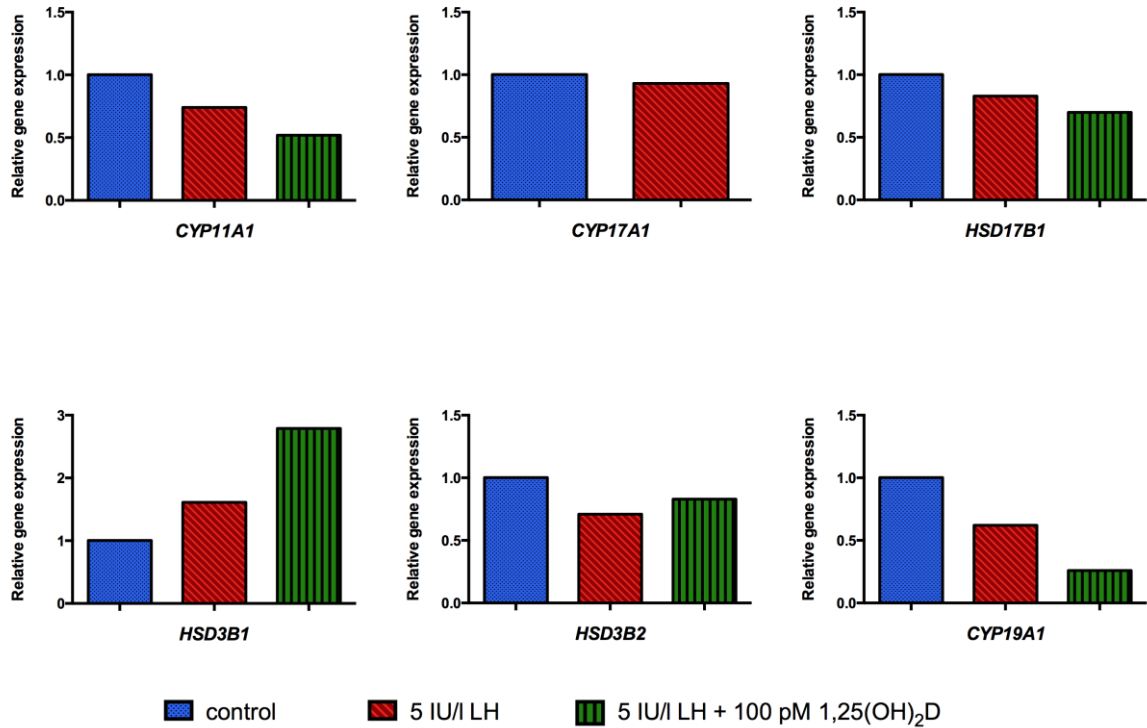 Relative gene expression
1.5
1.0
0.5
0.0
CYP11A1
Relative gene expression
1.5
1.0
0.5
0.0
CYP17A1
Relative gene expression
1.5
1.0
0.5
0.0
HSD17B1
Relative gene expression
3
2
1
0
HSD3B1
Relative gene expression
1.5
1.0
0.5
0.0
HSD3B2
Relative gene expression
1.5
1.0
0.5
0.0
CYP19A1
control
5 IU/l LH
5 IU/l LH + 100 pM 1,25(OH)₂D